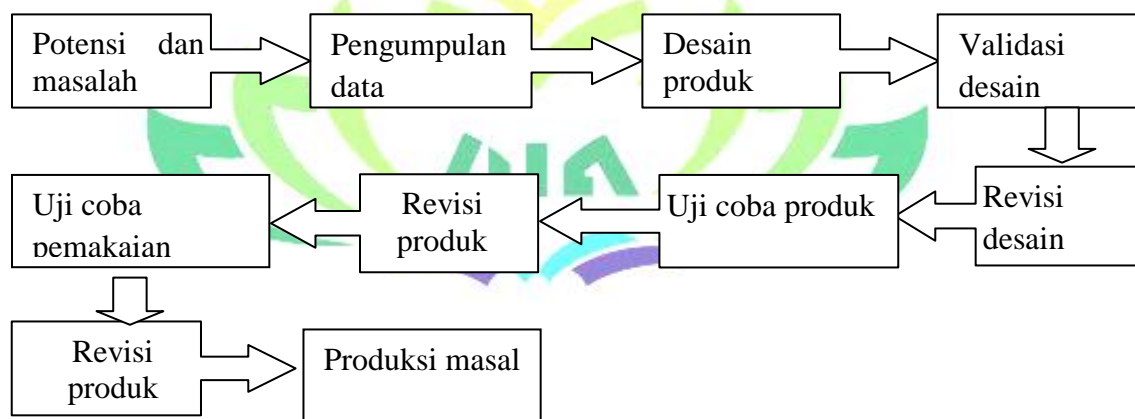 Potensi dan
masalah
Pengumpulan
data
Desain
produk
Validasi
desain
Revisi
desain
Uji coba produk
Revisi
produk
Uji coba
pemakaian
Revisi
produk
Produksi masal